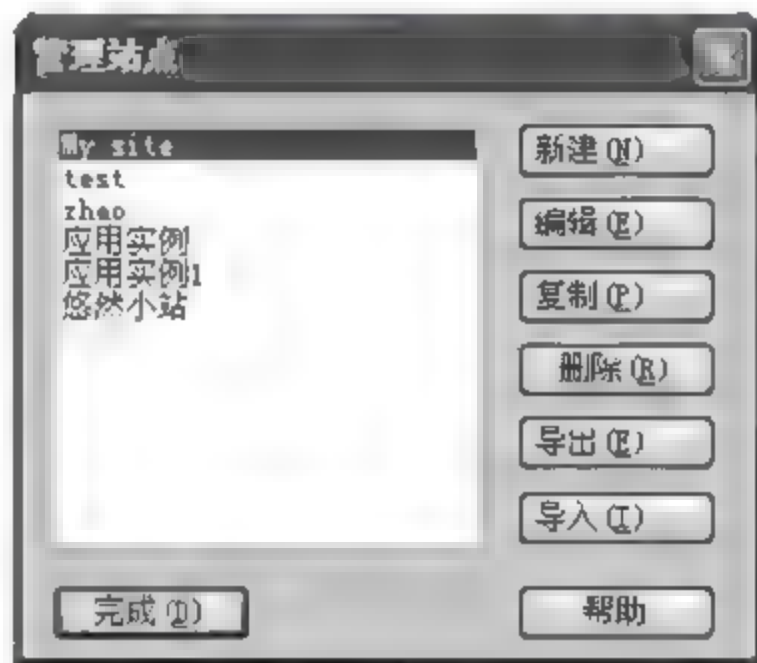 管理站点
My site
test
zhao
应用实例
应用实例1
悠然小站
新建(N)
编辑(E)
复制(P)
删除(R)
导出(E)
导入(I)
完成(D)
帮助